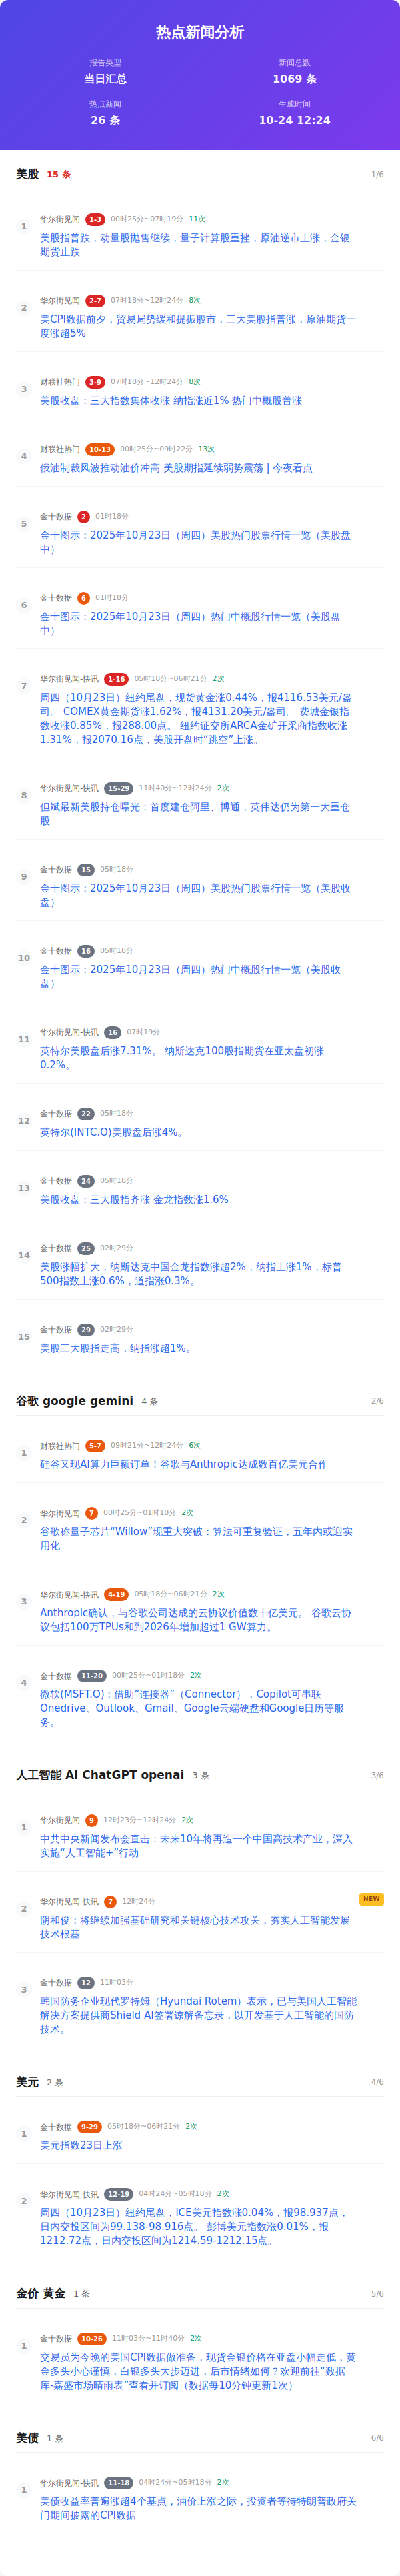 热点新闻分析
报告类型
新闻总数
当日汇总
1069 条
热点新闻
生成时间
26 条
10-24 12:24
美股 15 条 1/6
1
华尔街见闻 1-3 00时25分~07时19分 11次
美股指普跌，动量股抛售继续，量子计算股重挫，原油逆市上涨，金银
期货止跌
2
华尔街见闻 2-7 07时18分~12时24分 8次
美CPI数据前夕，贸易局势缓和提振股市，三大美股指普涨，原油期货一
度涨超5%
3
财联社热门 3-9 07时18分~12时24分 8次
美股收盘：三大指数集体收涨 纳指涨近1% 热门中概股普涨
4
财联社热门 10-13 00时25分~09时22分 13次
俄油制裁风波推动油价冲高 美股期指延续弱势震荡 | 今夜看点
5
金十数据 2 01时18分
金十图示：2025年10月23日（周四）美股热门股票行情一览（美股盘
中）
6
金十数据 6 01时18分
金十图示：2025年10月23日（周四）热门中概股行情一览（美股盘
中）
7
华尔街见闻-快讯 1-16 05时18分~06时21分 2次
周四（10月23日）纽约尾盘，现货黄金涨0.44%，报4116.53美元/盎
司。 COMEX黄金期货涨1.62%，报4131.20美元/盎司。 费城金银指
数收涨0.85%，报288.00点。 纽约证交所ARCA金矿开采商指数收涨
1.31%，报2070.16点，美股开盘时“跳空”上涨。
8
华尔街见闻-快讯 15-29 11时40分~12时24分 2次
但斌最新美股持仓曝光：首度建仓阿里、博通，英伟达仍为第一大重仓
股
9
金十数据 15 05时18分
金十图示：2025年10月23日（周四）美股热门股票行情一览（美股收
盘）
10
金十数据 16 05时18分
金十图示：2025年10月23日（周四）热门中概股行情一览（美股收
盘）
11
华尔街见闻-快讯 16 07时19分
英特尔美股盘后涨7.31%。 纳斯达克100股指期货在亚太盘初涨
0.2%。
12
金十数据 22 05时18分
英特尔(INTC.O)美股盘后涨4%。
13
金十数据 24 05时18分
美股收盘：三大股指齐涨 金龙指数涨1.6%
14
金十数据 25 02时29分
美股涨幅扩大，纳斯达克中国金龙指数涨超2%，纳指上涨1%，标普
500指数上涨0.6%，道指涨0.3%。
15
金十数据 29 02时29分
美股三大股指走高，纳指涨超1%。
谷歌 google gemini 4 条 2/6
1
财联社热门 5-7 09时21分~12时24分 6次
硅谷又现AI算力巨额订单！谷歌与Anthropic达成数百亿美元合作
2
华尔街见闻 7 00时25分~01时18分 2次
谷歌称量子芯片“Willow”现重大突破：算法可重复验证，五年内或迎实
用化
3
华尔街见闻-快讯 4-19 05时18分~06时21分 2次
Anthropic确认，与谷歌公司达成的云协议价值数十亿美元。 谷歌云协
议包括100万TPUs和到2026年增加超过1 GW算力。
4
金十数据 11-20 00时25分~01时18分 2次
微软(MSFT.O)：借助“连接器”（Connector），Copilot可串联
Onedrive、Outlook、Gmail、Google云端硬盘和Google日历等服
务。
人工智能 AI ChatGPT openai 3 条 3/6
1
华尔街见闻 9 12时23分~12时24分 2次
中共中央新闻发布会直击：未来10年将再造一个中国高技术产业，深入
实施“人工智能+”行动
2
华尔街见闻-快讯 7 12时24分
NEW
阴和俊：将继续加强基础研究和关键核心技术攻关，夯实人工智能发展
技术根基
3
金十数据 12 11时03分
韩国防务企业现代罗特姆（Hyundai Rotem）表示，已与美国人工智能
解决方案提供商Shield AI签署谅解备忘录，以开发基于人工智能的国防
技术。
美元 2 条 4/6
1
金十数据 9-29 05时18分~06时21分 2次
美元指数23日上涨
2
华尔街见闻-快讯 12-19 04时24分~05时18分 2次
周四（10月23日）纽约尾盘，ICE美元指数涨0.04%，报98.937点，
日内交投区间为99.138-98.916点。 彭博美元指数涨0.01%，报
1212.72点，日内交投区间为1214.59-1212.15点。
金价 黄金 1 条 5/6
1
金十数据 10-26 11时03分~11时40分 2次
交易员为今晚的美国CPI数据做准备，现货金银价格在亚盘小幅走低，黄
金多头小心谨慎，白银多头大步迈进，后市情绪如何？欢迎前往“数据
库-嘉盛市场晴雨表”查看并订阅（数据每10分钟更新1次）
美债 1 条 6/6
1
华尔街见闻-快讯 11-18 04时24分~05时18分 2次
美债收益率普遍涨超4个基点，油价上涨之际，投资者等待特朗普政府关
门期间披露的CPI数据